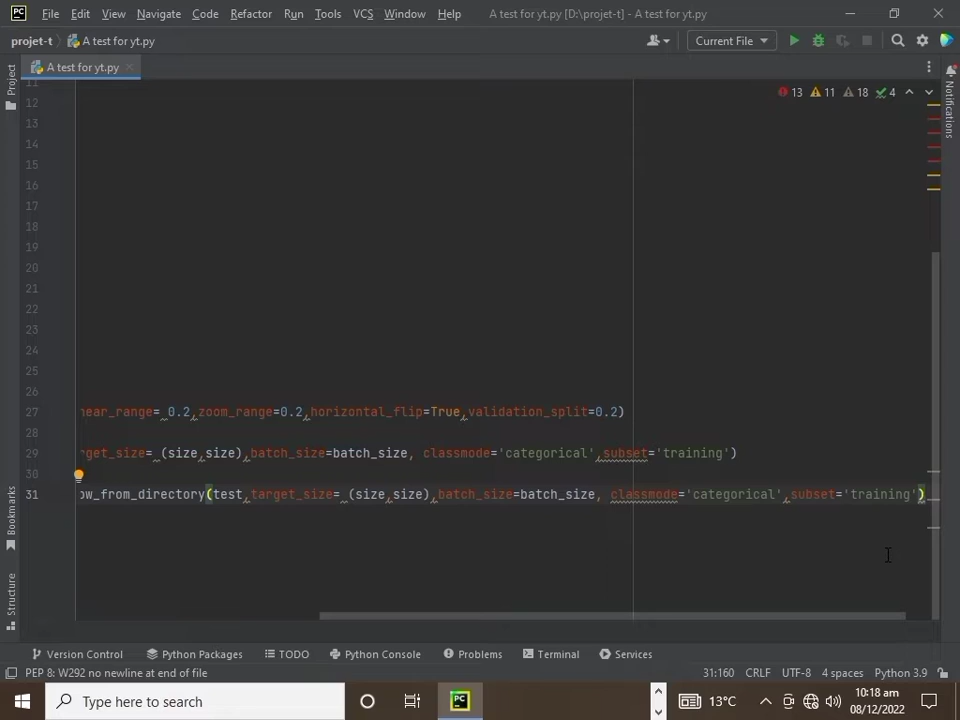 PC File Edit View Navigate Code Refactor Run Tools VCS Window Help A test for yt.py [D:\projet-t] - A test for yt.py
projet-t A test for yt.py Current File
Project A test for yt.py
13 11 18 4
Notifications
11
12
13
14
15
16
17
18
19
20
21
22
23
24
25
26
27 near_range= 0.2,zoom_range=0.2,horizontal_flip=True,validation_split=0.2)
28
29 rget_size= (size,size),batch_size=batch_size, classmode='categorical',subset='training')
30
31 ow_from_directory(test,target_size= (size,size),batch_size=batch_size, classmode='categorical',subset='training')
Bookmarks
Structure
Version Control Python Packages TODO Python Console Problems Terminal Services
PEP 8: W292 no newline at end of file 31:160 CRLF UTF-8 4 spaces Python 3.9
Type here to search PC 13°C 10:18 am
08/12/2022